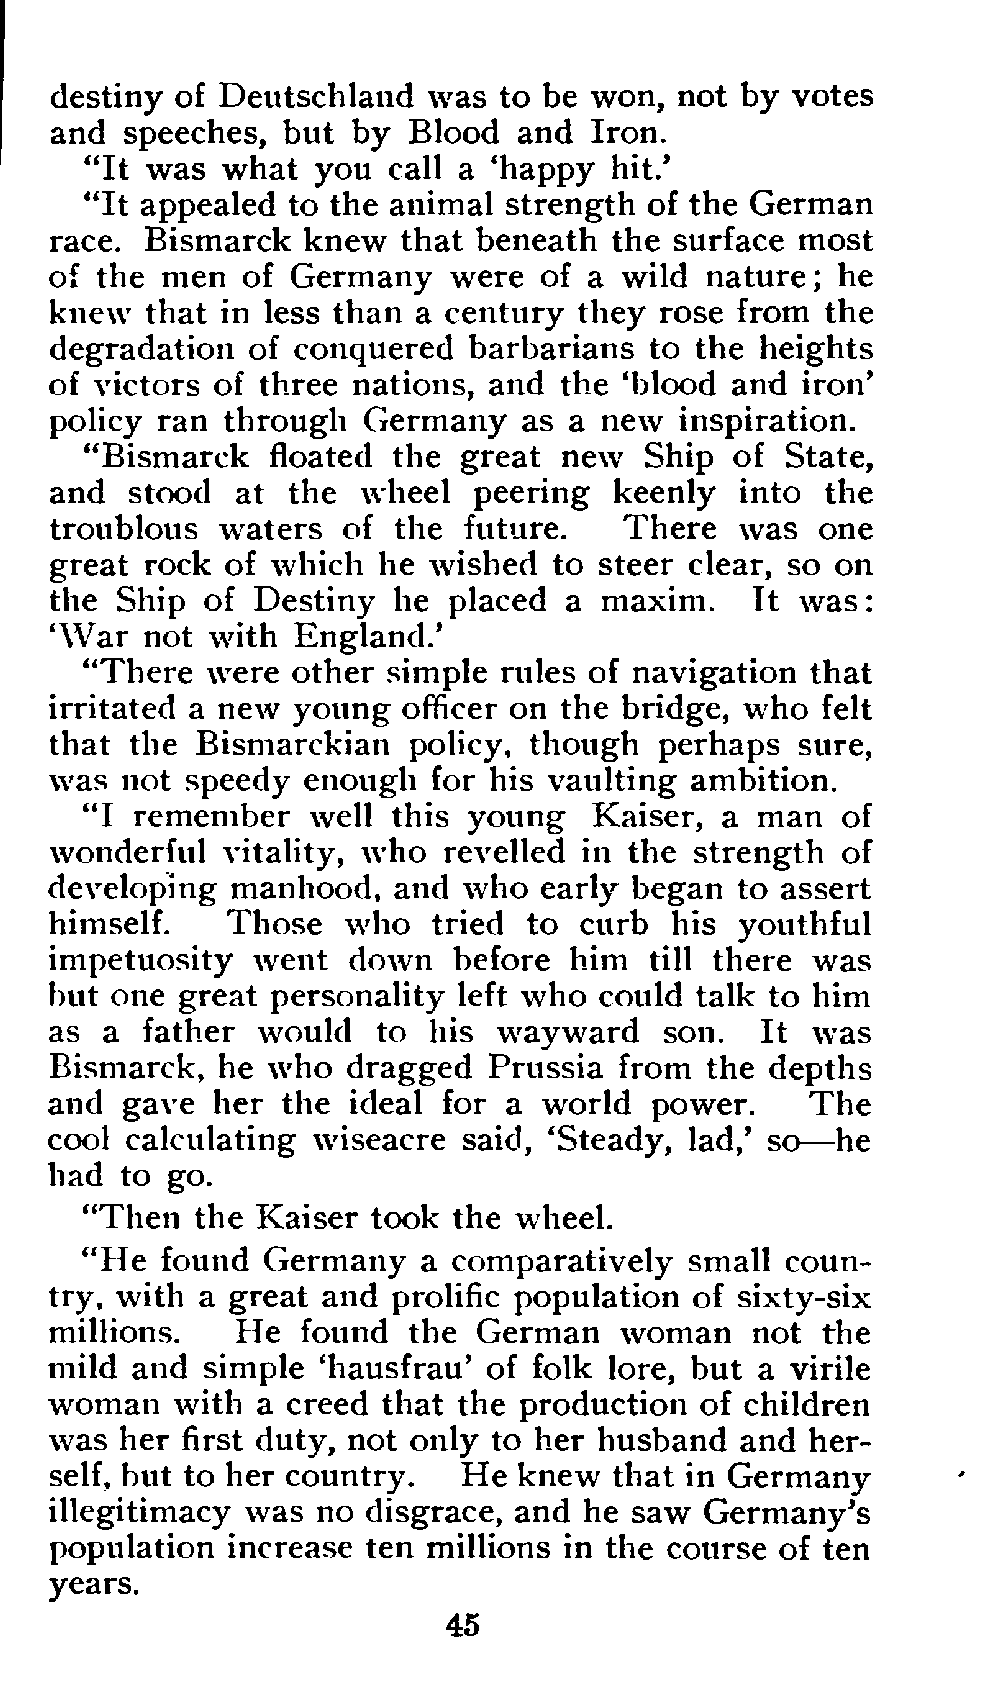 destiny of Deutschland was to be won, not by votes
and speeches, but by Blood and Iron.
“It was what you call a ‘happy hit.’
“It appealed to the animal strength of the German
race. Bismarck knew that beneath the surface most
of the men of Germany were of a wild nature; he
knew that in less than a century they rose from the
degradation of conquered barbarians to the heights
of victors of three nations, and the ‘blood and iron’
policy ran through Germany as a new inspiration.
“Bismarck floated the great new Ship of State,
and stood at the wheel peering keenly into the
troublous waters of the future. There was one
great rock of which he wished to steer clear, so on
the Ship of Destiny he placed a maxim. It was:
‘War not with England.’
“There were other simple rules of navigation that
irritated a new young officer on the bridge, who felt
that the Bismarckian policy, though perhaps sure,
was not speedy enough for his vaulting ambition.
“I remember well this young Kaiser, a man of
wonderful vitality, who revelled in the strength of
developing manhood, and who early began to assert
himself. Those who tried to curb his youthful
impetuosity went down before him till there was
but one great personality left who could talk to him
as a father would to his wayward son. It was
Bismarck, he who dragged Prussia from the depths
and gave her the ideal for a world power. The
cool calculating wiseacre said, ‘Steady, lad,’ so—he
had to go.
“Then the Kaiser took the wheel.
“He found Germany a comparatively small coun-
try, with a great and prolific population of sixty-six
millions. He found the German woman not the
mild and simple ‘hausfrau’ of folk lore, but a virile
woman with a creed that the production of children
was her first duty, not only to her husband and her-
self, but to her country. He knew that in Germany
illegitimacy was no disgrace, and he saw Germany’s
population increase ten millions in the course of ten
years.
45